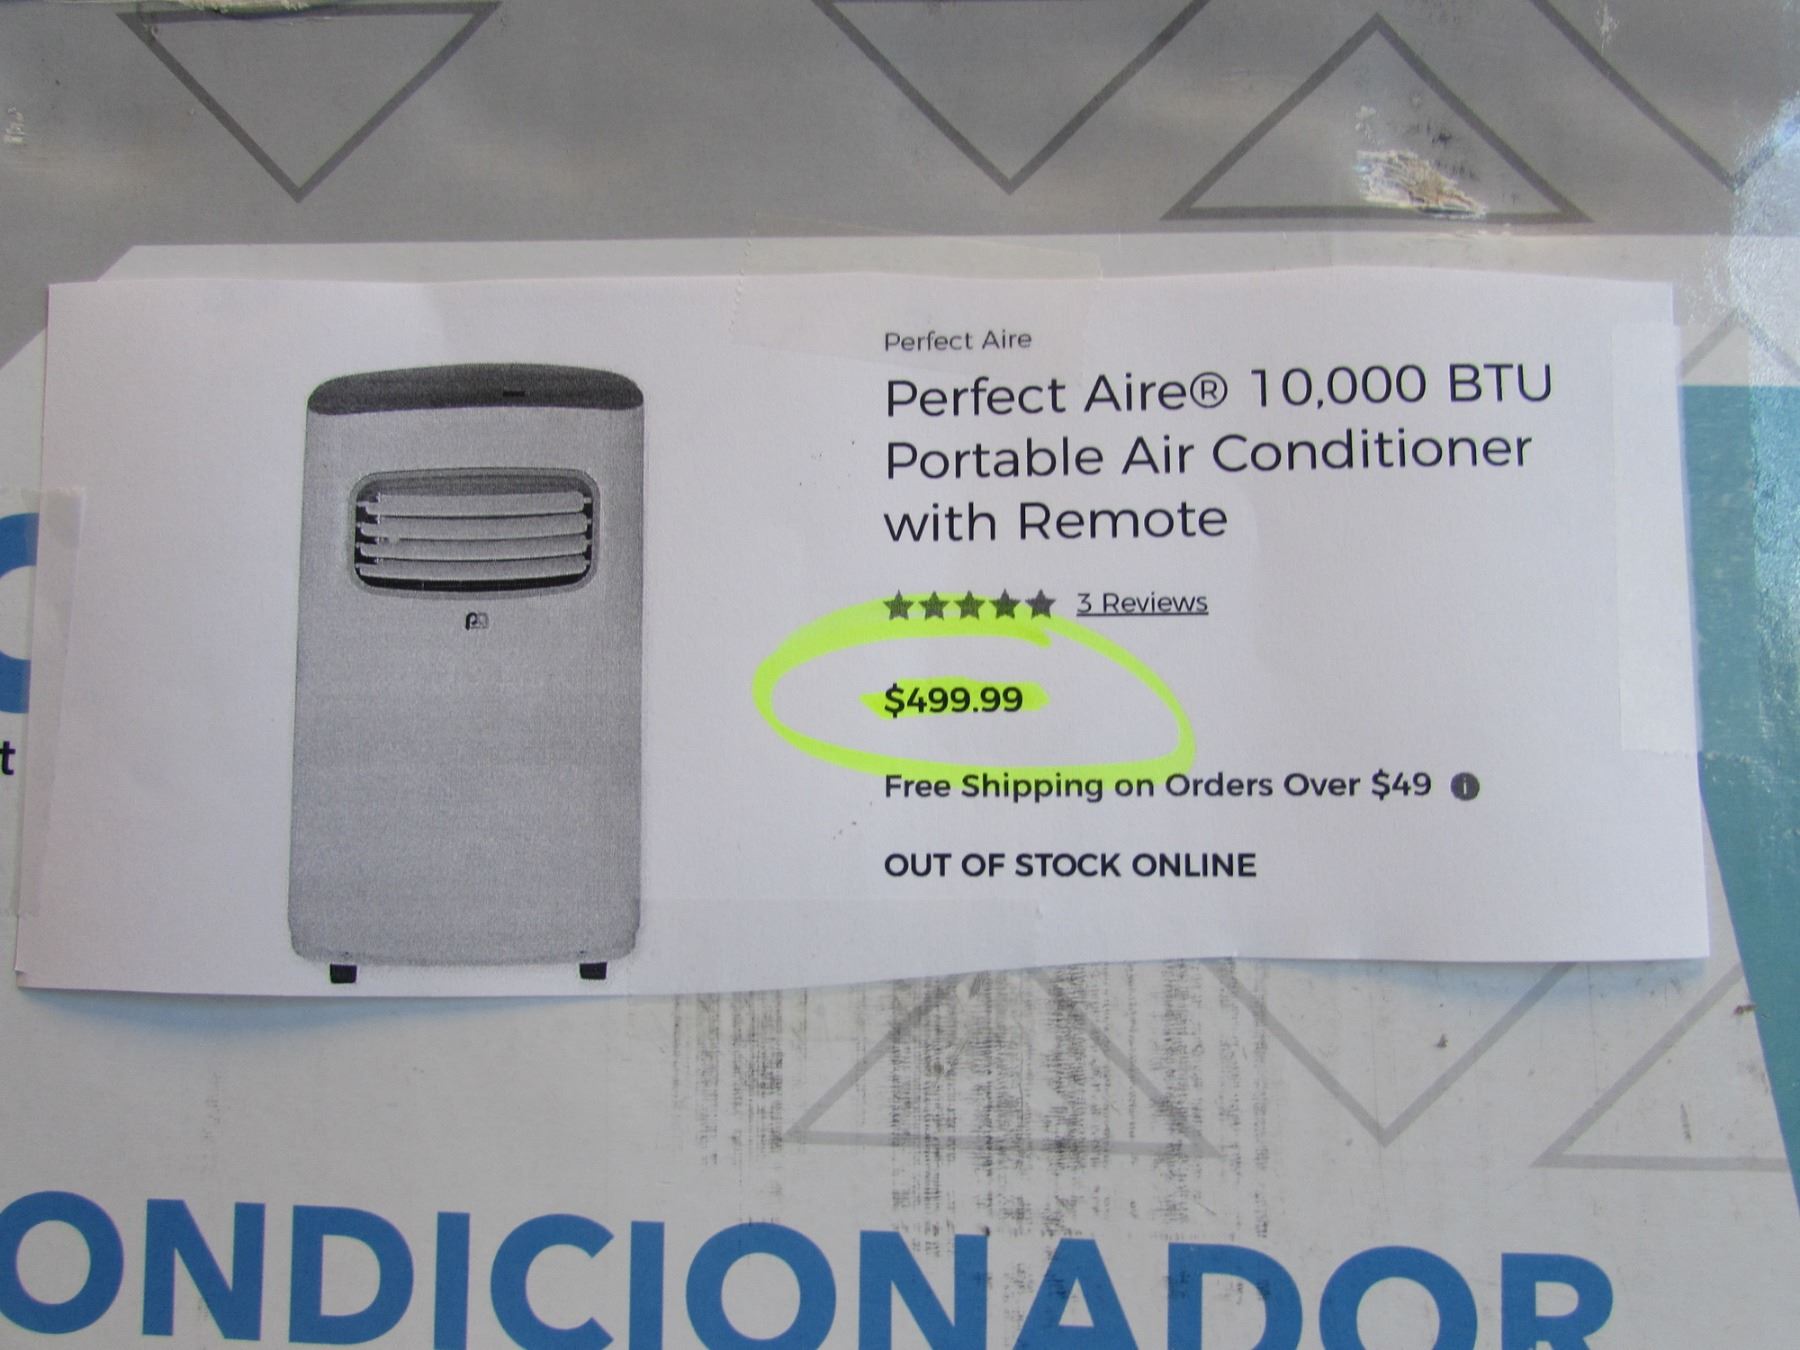 Perfect Aire
Perfect Aire® 10,000 BTU
Portable Air Conditioner
with Remote
3 Reviews
$499.99
Free Shipping on Orders Over $49
OUT OF STOCK ONLINE
t
ONDICIONADOR